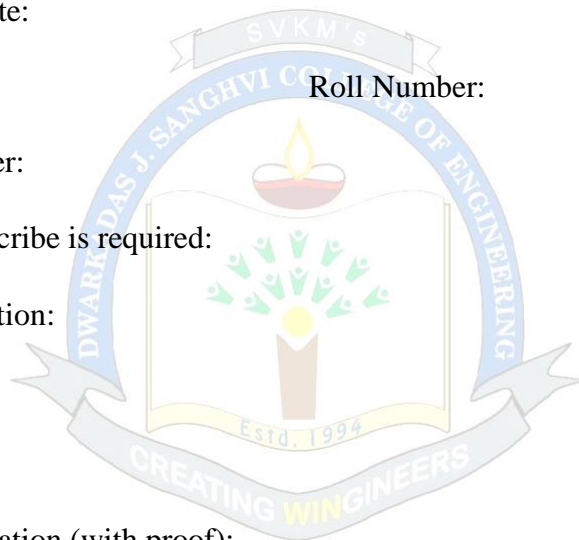 te:
SVKM's
DWARKADAS J. SANGHVI COLLEGE OF ENGINEERING
Roll Number:
er:
cribe is required:
tion:
Estd. 1994
CREATING WINGINEERS
ation (with proof):